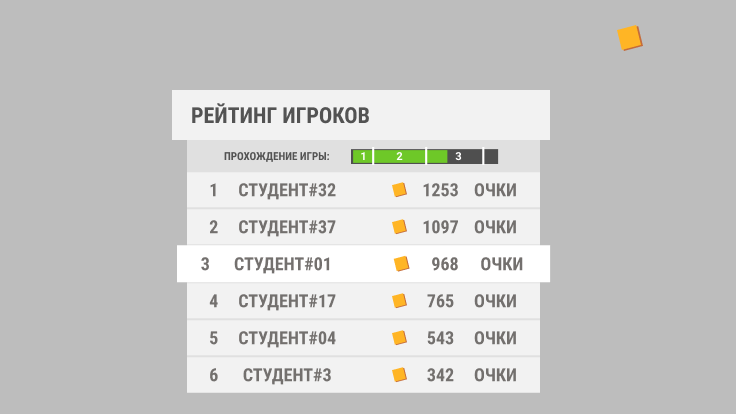 РЕЙТИНГ ИГРОКОВ
ПРОХОЖДЕНИЕ ИГРЫ: 1 2 3
1 СТУДЕНТ#32 1253 ОЧКИ
2 СТУДЕНТ#37 1097 ОЧКИ
3 СТУДЕНТ#01 968 ОЧКИ
4 СТУДЕНТ#17 765 ОЧКИ
5 СТУДЕНТ#04 543 ОЧКИ
6 СТУДЕНТ#3 342 ОЧКИ